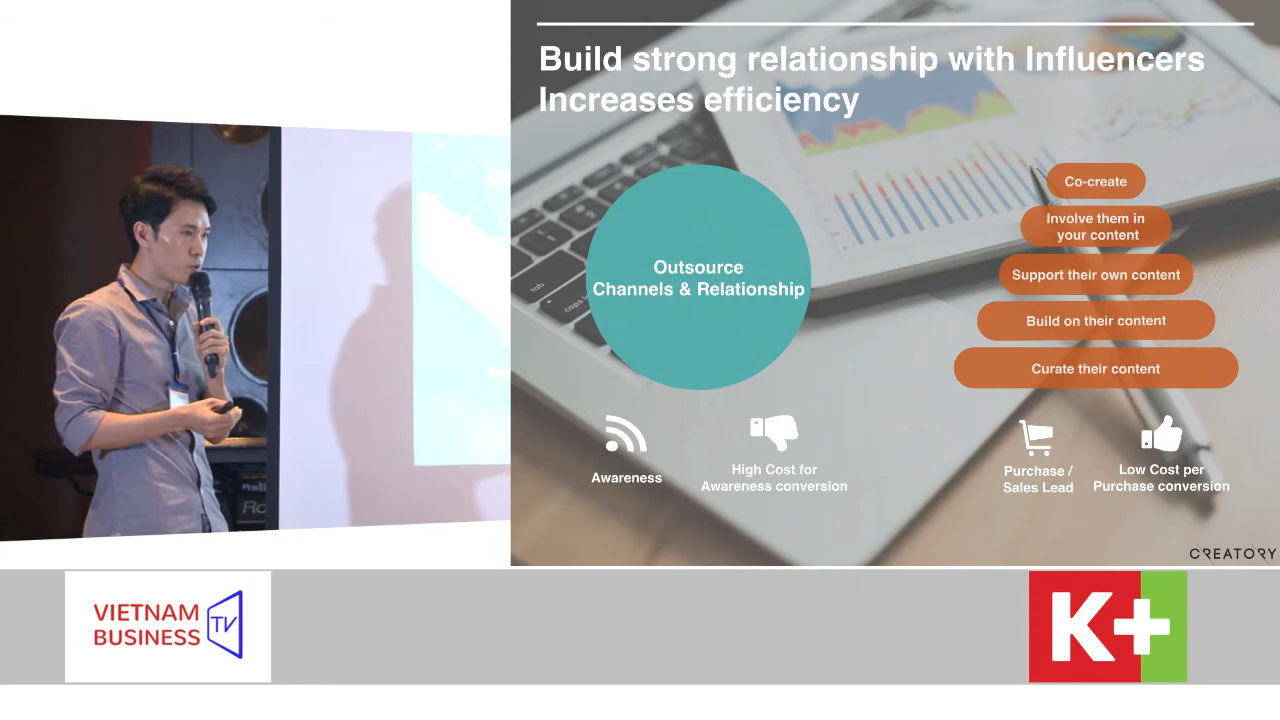 Build strong relationship with Influencers
Increases efficiency
Outsource
Channels & Relationship
Co-create
Involve them in
your content
Support their own content
Build on their content
Curate their content
Awareness
High Cost for
Awareness conversion
Purchase /
Sales Lead
Low Cost per
Purchase conversion
CREATORY
tab
VIETNAM
BUSINESS
TV
K+